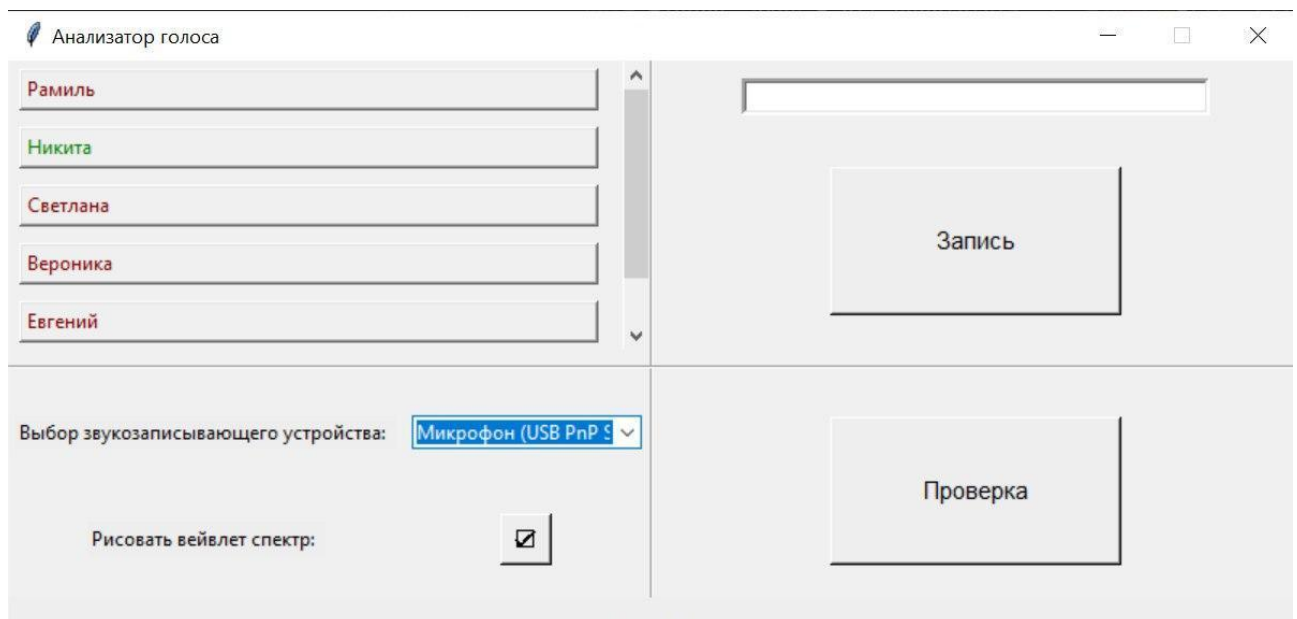 Анализатор голоса
Рамиль
Никита
Светлана
Вероника
Евгений
Запись
Выбор звукозаписывающего устройства: Микрофон (USB PnP S
Рисовать вейвлет спектр:
Проверка